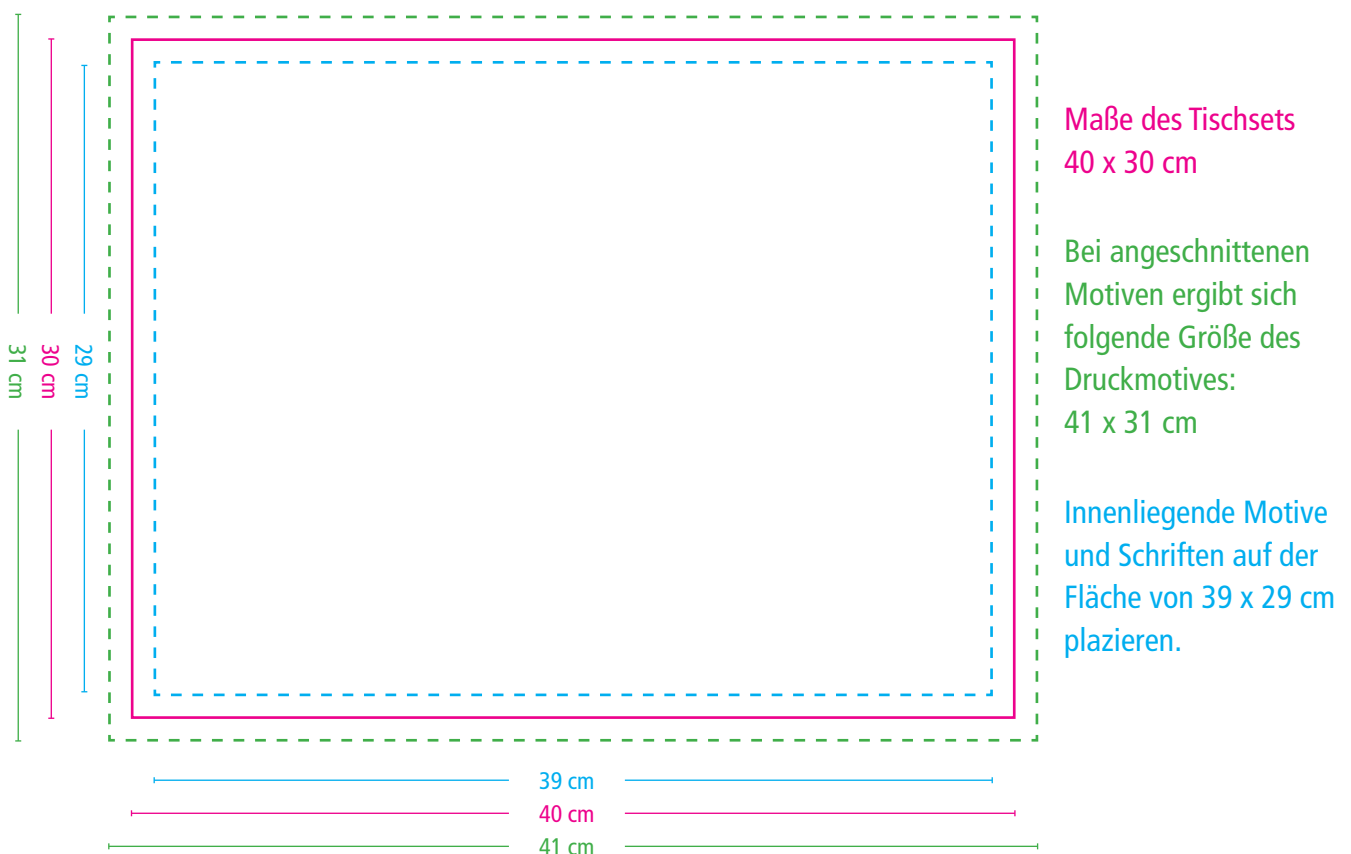 Maße des Tischsets
40 x 30 cm
Bei angeschnittenen
Motiven ergibt sich
folgende Größe des
Druckmotives:
41 x 31 cm
Innenliegende Motive
und Schriften auf der
Fläche von 39 x 29 cm
plazieren.
31 cm
30 cm
29 cm
39 cm
40 cm
41 cm